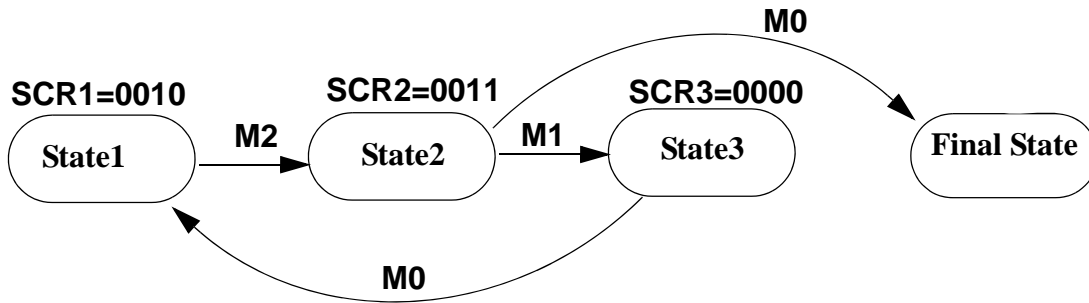 M0
SCR1=0010
SCR2=0011
SCR3=0000
State1
M2
State2
M1
State3
Final State
M0